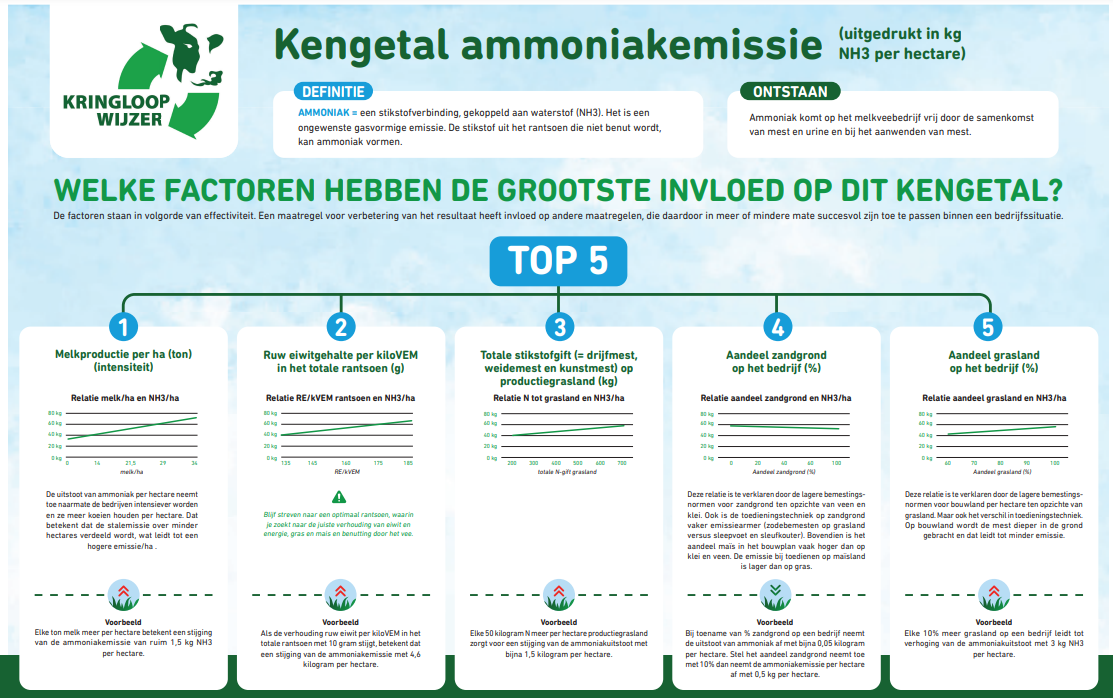 KRINGLOOP
WIJZER
Kengetal ammoniakemissie
(uitgedrukt in kg
NH3 per hectare)
DEFINITIE
AMMONIAK = een stikstofverbinding, gekoppeld aan waterstof (NH3). Het is een
ongewenste gasvormige emissie. De stikstof uit het rantsoen die niet benut wordt,
kan ammoniak vormen.
ONTSTAAN
Ammoniak komt op het melkveebedrijf vrij door de samenkomst
van mest en urine en bij het aanwenden van mest.
WELKE FACTOREN HEBBEN DE GROOTSTE INVLOED OP DIT KENGETAL?
De factoren staan in volgorde van effectiviteit. Een maatregel voor verbetering van het resultaat heeft invloed op andere maatregelen, die daardoor in meer of mindere mate succesvol zijn toe te passen binnen een bedrijfssituatie.
TOP 5
1
Melkproductie per ha (ton)
(intensiteit)
Relatie melk/ha en NH3/ha
80 kg
60 kg
40 kg
20 kg
0 kg
0 14 21,5 29 34
melk/ha
De uitstoot van ammoniak per hectare neemt
toe naarmate de bedrijven intensiever worden
en ze meer koeien houden per hectare. Dat
betekent dat de stalemissie over minder
hectares verdeeld wordt, wat leidt tot een
hogere emissie/ha .
Voorbeeld
Elke ton melk meer per hectare betekent een stijging
van de ammoniakemissie van ruim 1,5 kg NH3
per hectare.
2
Ruw eiwitgehalte per kiloVEM
in het totale rantsoen (g)
Relatie RE/kVEM rantsoen en NH3/ha
80 kg
60 kg
40 kg
20 kg
0 kg
135 145 160 175 185
RE/kVEM
Blijf streven naar een optimaal rantsoen, waarin
je zoekt naar de juiste verhouding van eiwit en
energie, gras en mais en benutting door het vee.
Voorbeeld
Als de verhouding ruw eiwit per kiloVEM in het
totale rantsoen met 10 gram stijgt, betekent dat
een stijging van de ammoniakemissie met 4,6
kilogram per hectare.
3
Totale stikstofgift (= drijfmest,
weidemest en kunstmest) op
productiegrasland (kg)
Relatie N tot grasland en NH3/ha
80 kg
60 kg
40 kg
20 kg
0 kg
200 300 400 500 600 700
totale N-gift grasland
Voorbeeld
Elke 50 kilogram N meer per hectare productiegrasland
zorgt voor een stijging van de ammoniakuitstoot met
bijna 1,5 kilogram per hectare.
4
Aandeel zandgrond
op het bedrijf (%)
Relatie aandeel zandgrond en NH3/ha
80 kg
60 kg
40 kg
20 kg
0 kg
0 20 40 60 100
Aandeel zandgrond (%)
Deze relatie is te verklaren door de lagere bemestings-
normen voor zandgrond ten opzichte van veen en
klei. Ook is de toedieningstechniek op zandgrond
vaker emissiearmer (zodebemesten op grasland
versus sleepvoet en sleufkouter). Bovendien is het
aandeel maïs in het bouwplan vaak hoger dan op
klei en veen. De emissie bij toedienen op maïsland
is lager dan op gras.
Voorbeeld
Bij toename van % zandgrond op een bedrijf neemt
de uitstoot van ammoniak af met bijna 0,05 kilogram
per hectare. Stel het aandeel zandgrond neemt toe
met 10% dan neemt de ammoniakemissie per hectare
af met 0,5 kg per hectare.
5
Aandeel grasland
op het bedrijf (%)
Relatie aandeel grasland en NH3/ha
80 kg
60 kg
40 kg
20 kg
0 kg
60 70 80 90 100
Aandeel grasland (%)
Deze relatie is te verklaren door de lagere bemestings-
normen voor bouwland per hectare ten opzichte van
grasland. Maar ook het verschil in toedieningstechniek.
Op bouwland wordt de mest dieper in de grond
gebracht en dat leidt tot minder emissie.
Voorbeeld
Elke 10% meer grasland op een bedrijf leidt tot
verhoging van de ammoniakuitstoot met 3 kg NH3
per hectare.